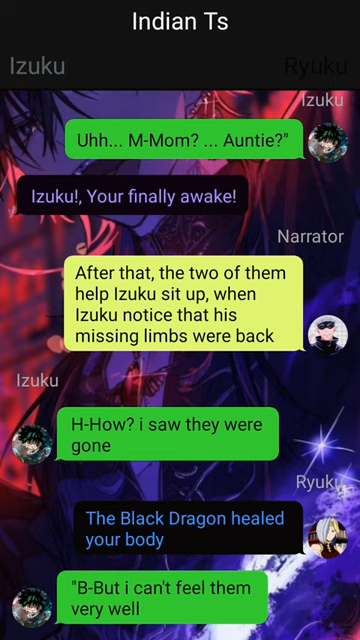 Indian Ts
Izuku
Ryuku
Izuku
Uhh... M-Mom? ... Auntie?"
Izuku!, Your finally awake!
Narrator
After that, the two of them
help Izuku sit up, when
Izuku notice that his
missing limbs were back
Izuku
H-How? i saw they were
gone
Ryuku
The Black Dragon healed
your body
"B-But i can't feel them
very well